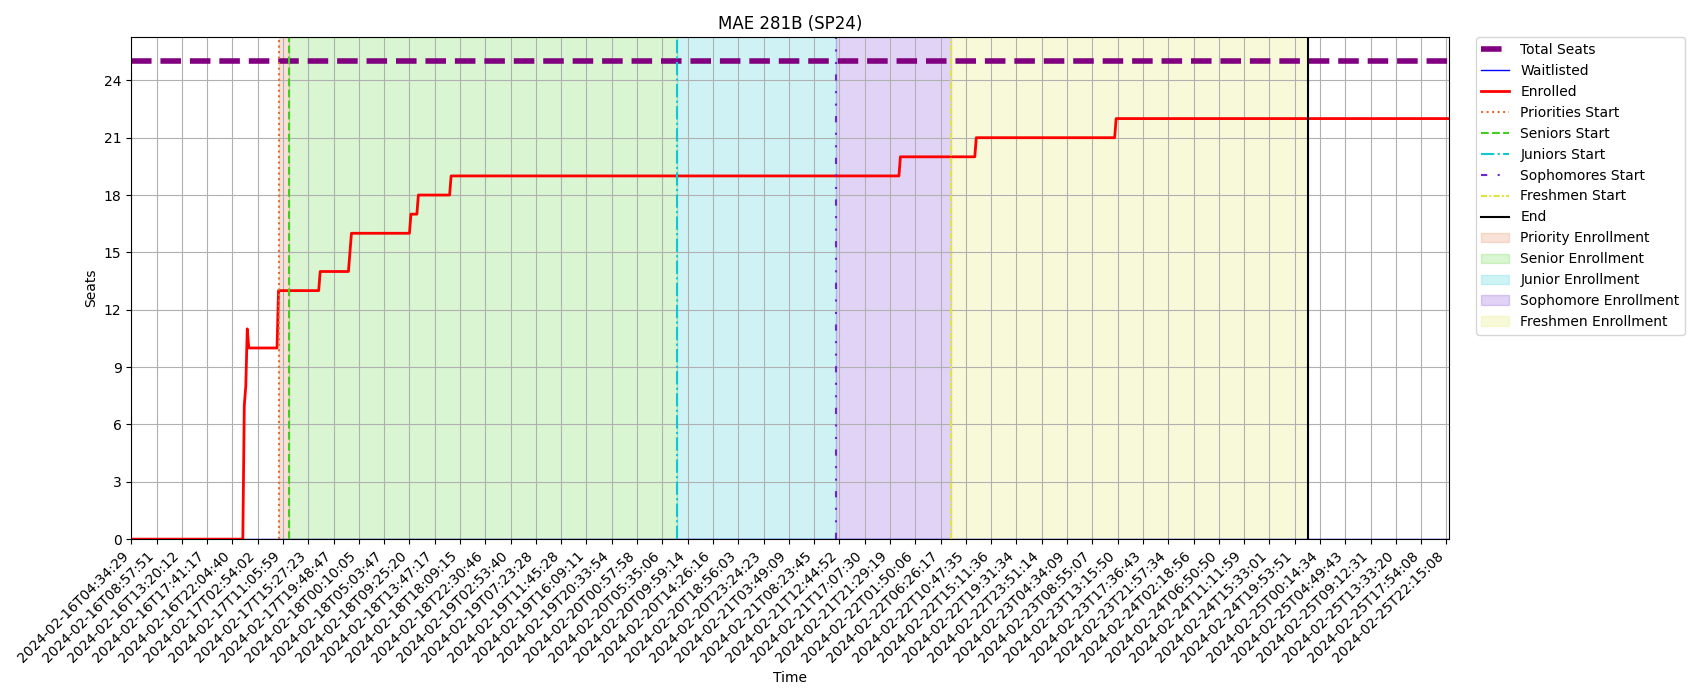 MAE 281B (SP24)
Total Seats
Waitlisted
Enrolled
Priorities Start
Seniors Start
Juniors Start
Sophomores Start
Freshmen Start
End
Priority Enrollment
Senior Enrollment
Junior Enrollment
Sophomore Enrollment
Freshmen Enrollment
Seats
24
21
18
15
12
9
6
3
0
2024-02-16T04:34:29
2024-02-16T08:57:51
2024-02-16T13:20:12
2024-02-16T17:41:17
2024-02-16T22:04:40
2024-02-17T02:54:02
2024-02-17T11:05:59
2024-02-17T15:27:23
2024-02-17T19:48:47
2024-02-18T00:10:05
2024-02-18T05:03:47
2024-02-18T09:25:20
2024-02-18T13:47:17
2024-02-18T18:09:15
2024-02-18T22:30:46
2024-02-19T02:53:40
2024-02-19T07:23:28
2024-02-19T11:45:28
2024-02-19T16:09:11
2024-02-19T20:33:54
2024-02-20T00:57:58
2024-02-20T05:35:06
2024-02-20T09:59:14
2024-02-20T14:26:16
2024-02-20T18:56:03
2024-02-20T23:24:23
2024-02-21T03:49:09
2024-02-21T08:23:45
2024-02-21T12:44:52
2024-02-21T17:07:30
2024-02-21T21:29:19
2024-02-22T01:50:06
2024-02-22T06:26:17
2024-02-22T10:47:35
2024-02-22T15:11:36
2024-02-22T19:31:34
2024-02-22T23:51:14
2024-02-23T04:34:09
2024-02-23T08:55:07
2024-02-23T13:15:50
2024-02-23T17:36:43
2024-02-23T21:57:34
2024-02-24T02:18:56
2024-02-24T06:50:50
2024-02-24T11:11:59
2024-02-24T15:33:01
2024-02-24T19:53:51
2024-02-25T00:14:34
2024-02-25T04:49:43
2024-02-25T09:12:31
2024-02-25T13:33:20
2024-02-25T17:54:08
2024-02-25T22:15:08
Time